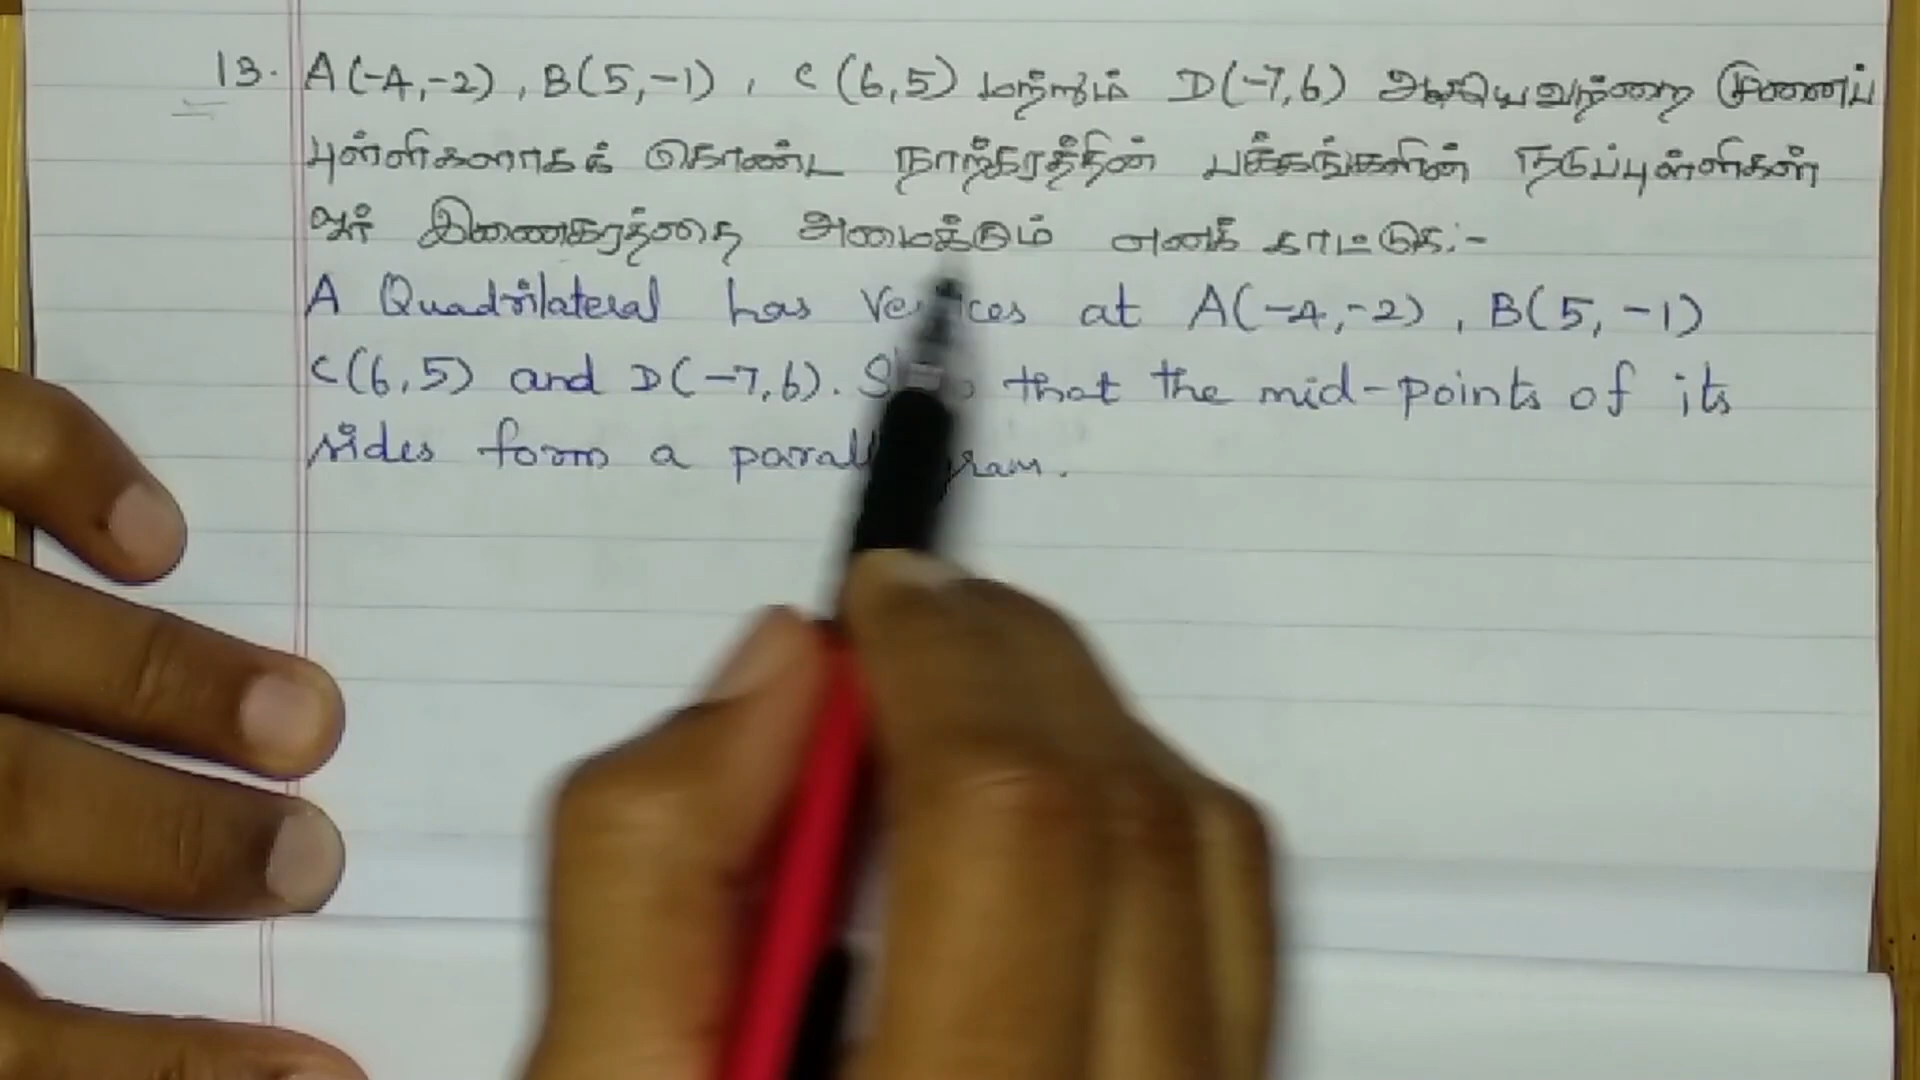 13. A(-4,-2), B(5,-1), C(6,5) மற்றும் D(-7,6) ஆகியவற்றை முனைப்
புள்ளிகளாகக் கொண்ட நாற்கரத்தின் பக்கங்களின் நடுப்புள்ளிகள்
ஓர் இணைகரத்தை அமைக்கும் எனக் காட்டுக:-
A Quadrilateral has at A(-4,-2), B(5,-1)
C(6,5) and D(-7,6). that the mid-points of its
sides form a